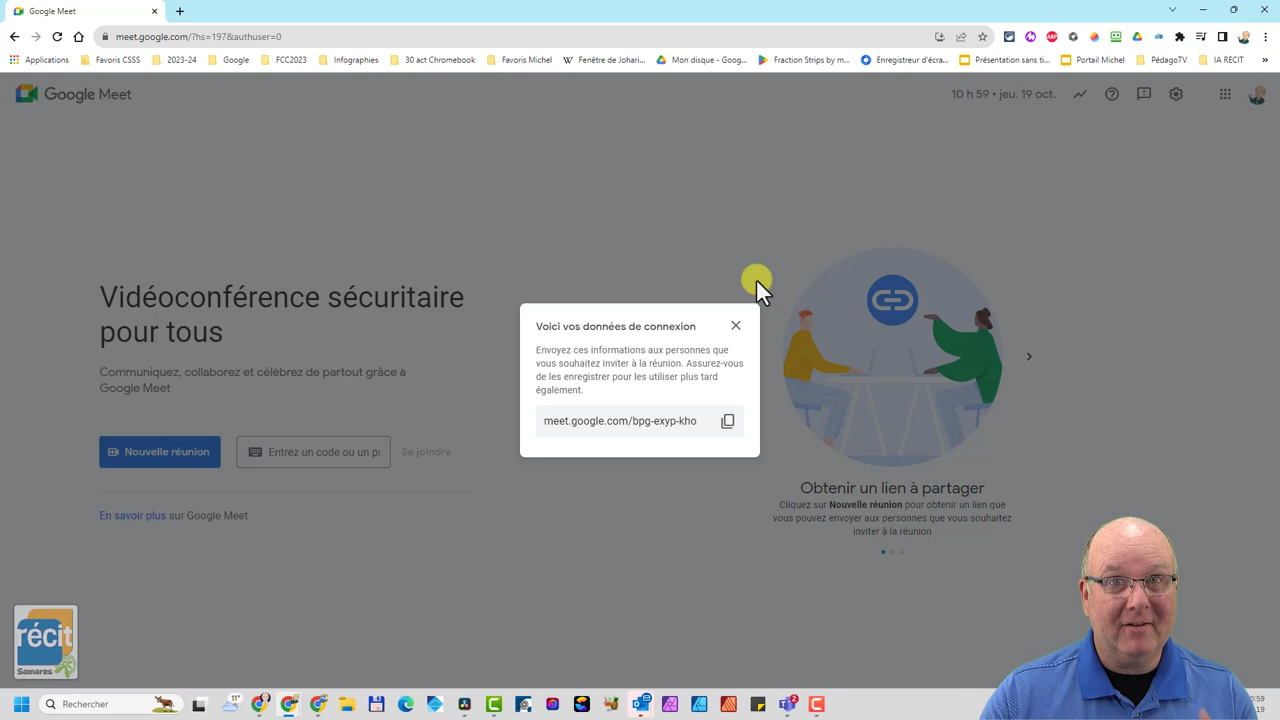 Google Meet
meet.google.com/?hs=197&authuser=0
Applications
Favoris CSSS
2023-24
Google
FCC2023
Infographies
30 act Chromebook
Favoris Michel
Fenêtre de Johari...
Mon disque - Goog...
Fraction Strips by m...
Enregistreur d'écra...
Présentation sans ti...
Portail Michel
PédagoTV
IA RECIT
»
Google Meet
10 h 59 • jeu. 19 oct.
Vidéoconférence sécuritaire
pour tous
Communiquez, collaborez et célébrez de partout grâce à
Google Meet
Nouvelle réunion
Entrez un code ou un
Se joindre
En savoir plus sur Google Meet
Voici vos données de connexion
Envoyez ces informations aux personnes que
vous souhaitez inviter à la réunion. Assurez-vous
de les enregistrer pour les utiliser plus tard
également.
meet.google.com/bpg-exyp-kho
Obtenir un lien à partager
Cliquez sur Nouvelle réunion pour obtenir un lien que
vous pouvez envoyer aux personnes que vous souhaitez
inviter à la réunion
récit
Samares
Rechercher
11°
2